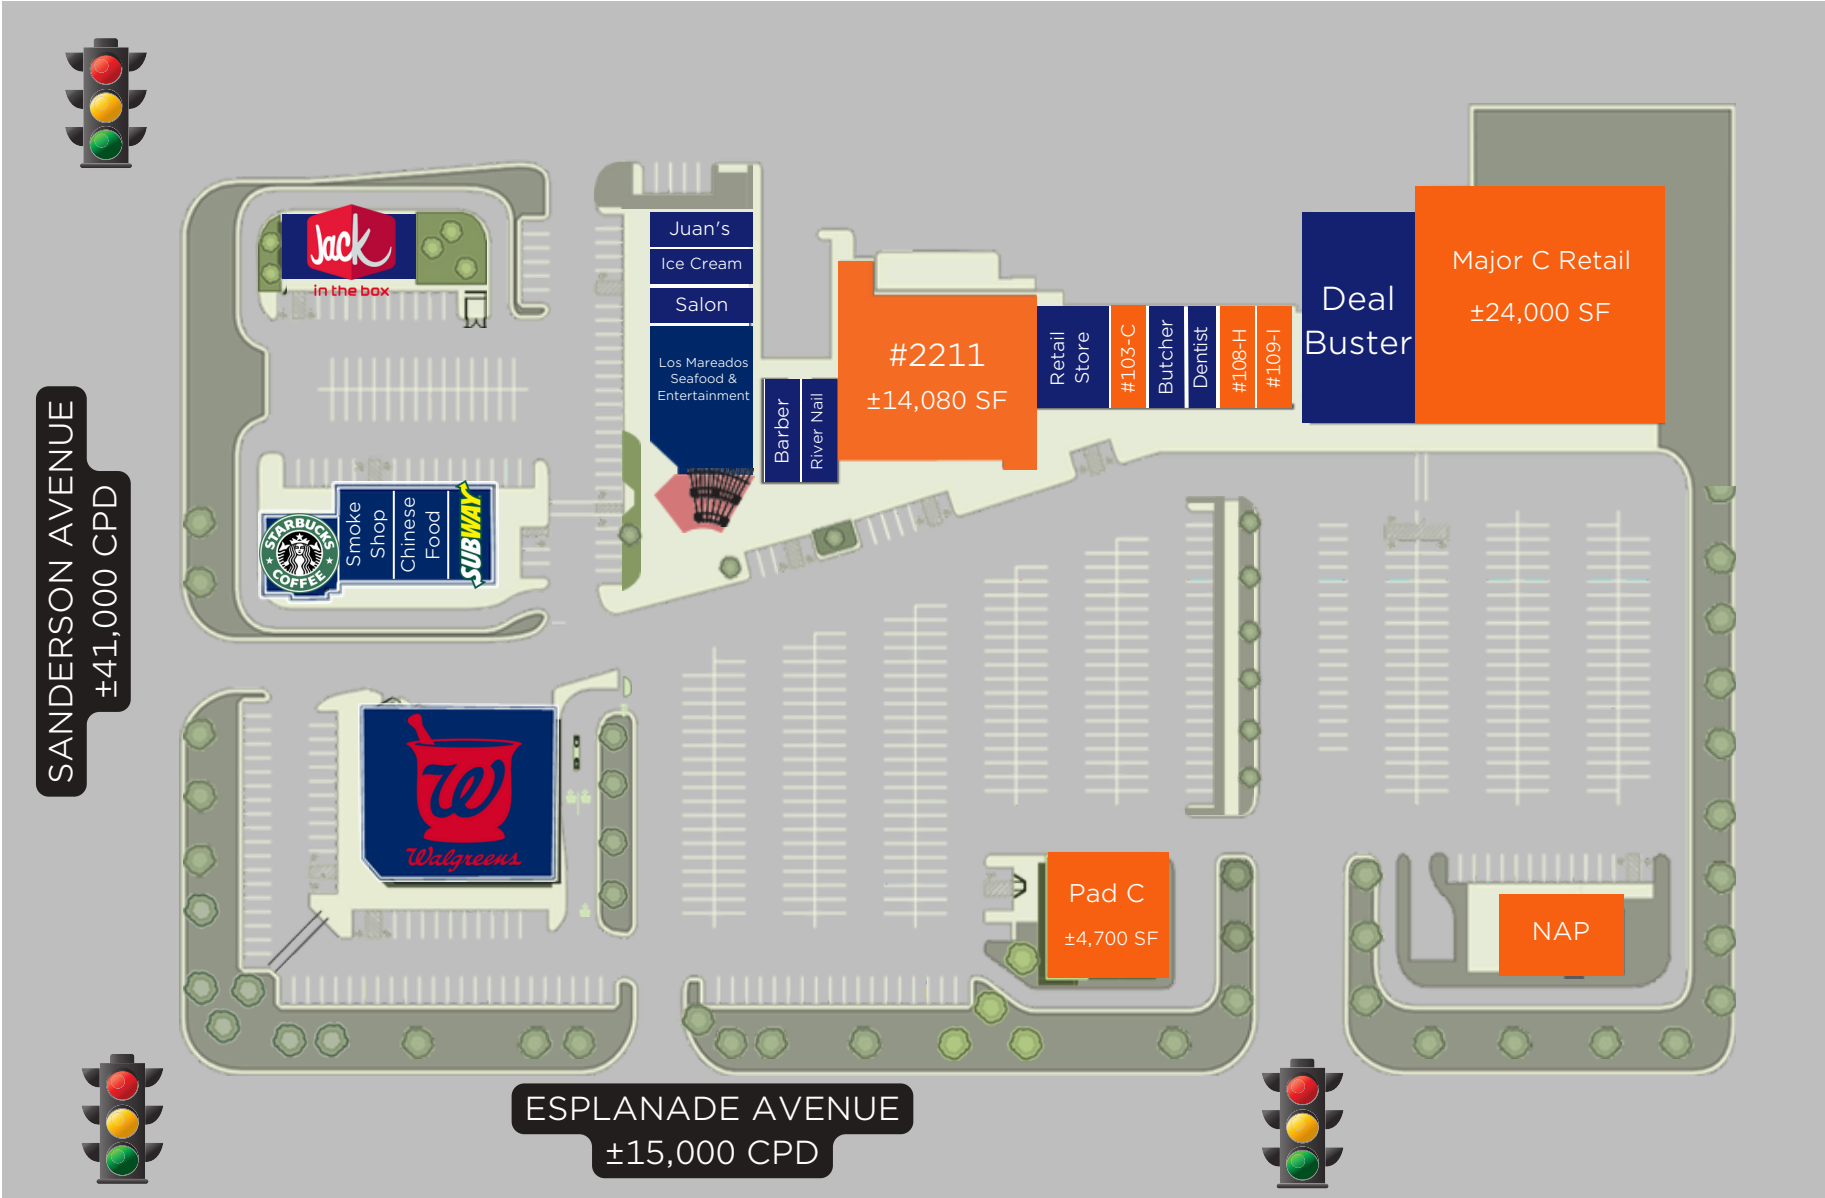 Jack
in the box
Juan's
Ice Cream
Salon
Los Mareados
Seafood &
Entertainment
Barber
River Nail
#2211
±14,080 SF
Retail
Store
#103-C
Butcher
Dentist
#108-H
#109-I
Deal
Buster
Major C Retail
±24,000 SF
SANDERSON AVENUE
±41,000 CPD
STARBUCKS
COFFEE
Smoke
Shop
Chinese
Food
SUBWAY
W
Walgreens
Pad C
±4,700 SF
NAP
ESPLANADE AVENUE
±15,000 CPD